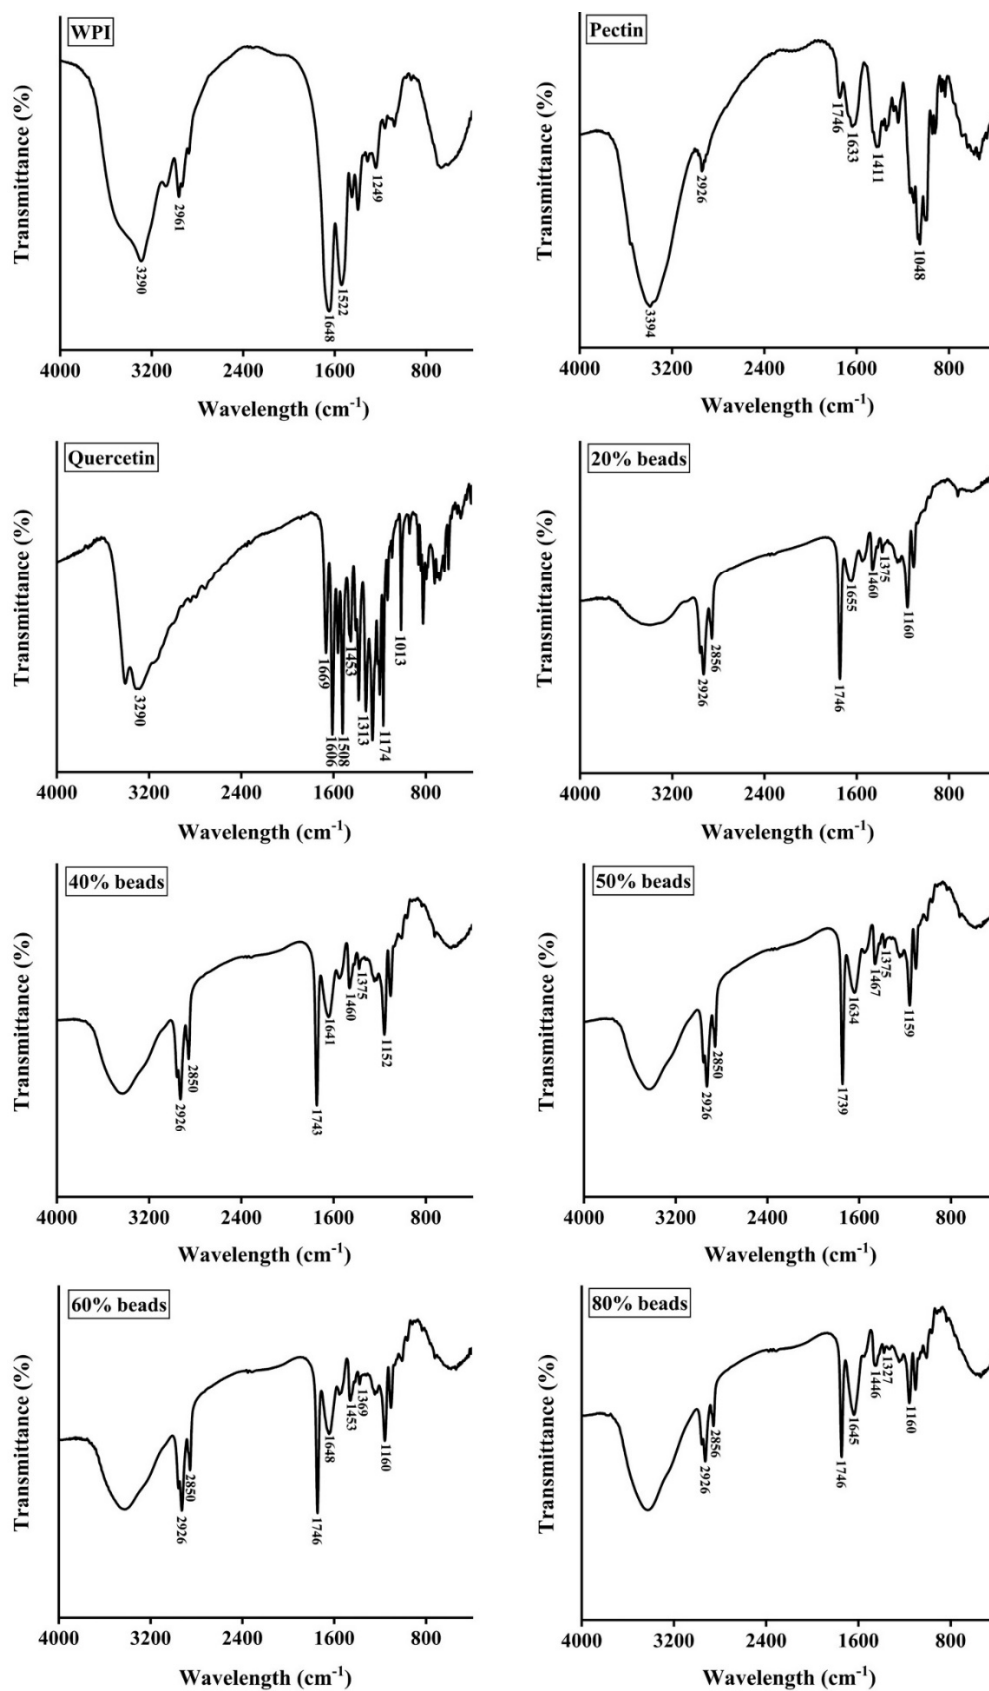 WPI
Transmittance (%)
3290
2961
1648
1522
1249
4000 3200 2400 1600 800
Wavelength (cm-1)
Pectin
Transmittance (%)
3394
2926
1746
1633
1411
1048
4000 3200 2400 1600 800
Wavelength (cm-1)
Quercetin
Transmittance (%)
3290
1669
1606
1508
1453
1313
1174
1013
4000 3200 2400 1600 800
Wavelength (cm-1)
20% beads
Transmittance (%)
2926
2856
1746
1655
1460
1375
1160
4000 3200 2400 1600 800
Wavelength (cm-1)
40% beads
Transmittance (%)
2926
2850
1743
1641
1460
1375
1152
4000 3200 2400 1600 800
Wavelength (cm-1)
50% beads
Transmittance (%)
2926
2850
1739
1634
1467
1375
1159
4000 3200 2400 1600 800
Wavelength (cm-1)
60% beads
Transmittance (%)
2926
2850
1746
1648
1453
1369
1160
4000 3200 2400 1600 800
Wavelength (cm-1)
80% beads
Transmittance (%)
2926
2856
1746
1645
1446
1327
1160
4000 3200 2400 1600 800
Wavelength (cm-1)